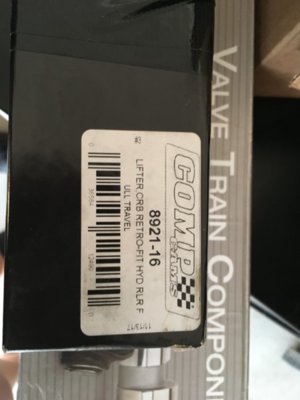 COMP
CAMS
8921-16
LIFTER,CRB RETRO-FIT HYD RLR F
ULL TRAVEL
VALVE TRAIN COMPON